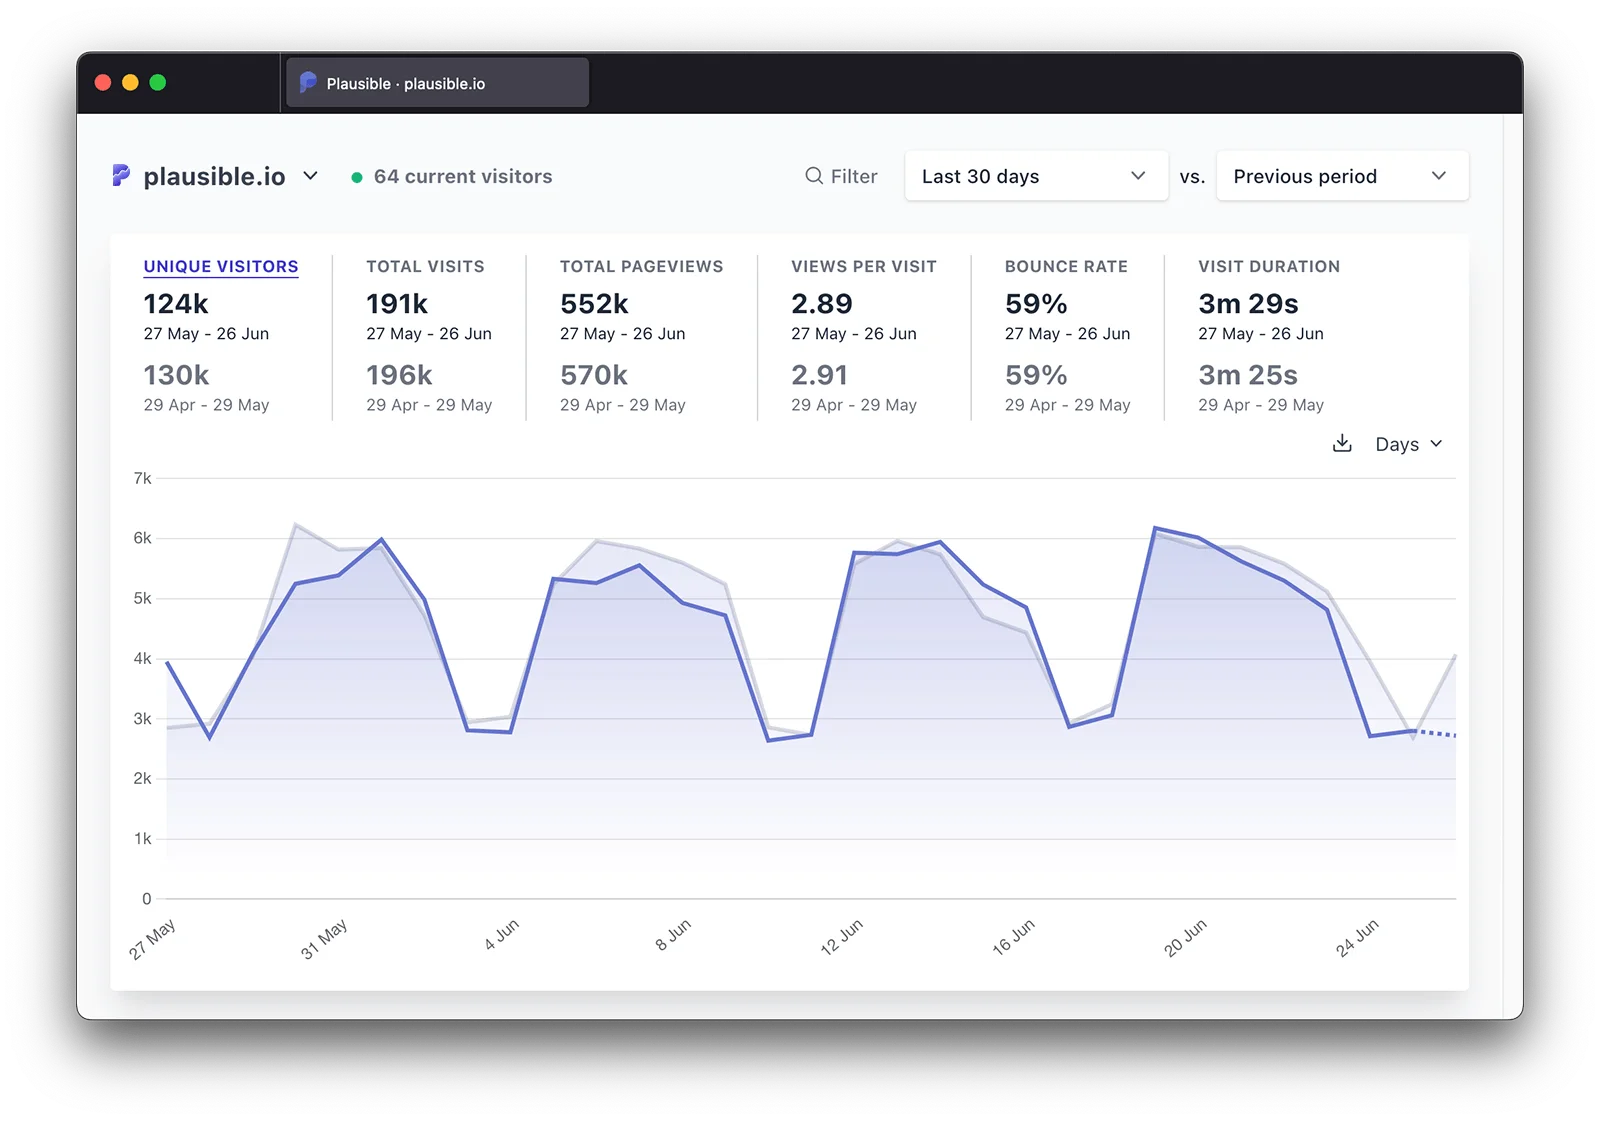 Plausible · plausible.io
plausible.io
64 current visitors
Filter
Last 30 days
vs.
Previous period
UNIQUE VISITORS
124k
27 May - 26 Jun
130k
29 Apr - 29 May
TOTAL VISITS
191k
27 May - 26 Jun
196k
29 Apr - 29 May
TOTAL PAGEVIEWS
552k
27 May - 26 Jun
570k
29 Apr - 29 May
VIEWS PER VISIT
2.89
27 May - 26 Jun
2.91
29 Apr - 29 May
BOUNCE RATE
59%
27 May - 26 Jun
59%
29 Apr - 29 May
VISIT DURATION
3m 29s
27 May - 26 Jun
3m 25s
29 Apr - 29 May
Days
7k
6k
5k
4k
3k
2k
1k
0
27 May
31 May
4 Jun
8 Jun
12 Jun
16 Jun
20 Jun
24 Jun